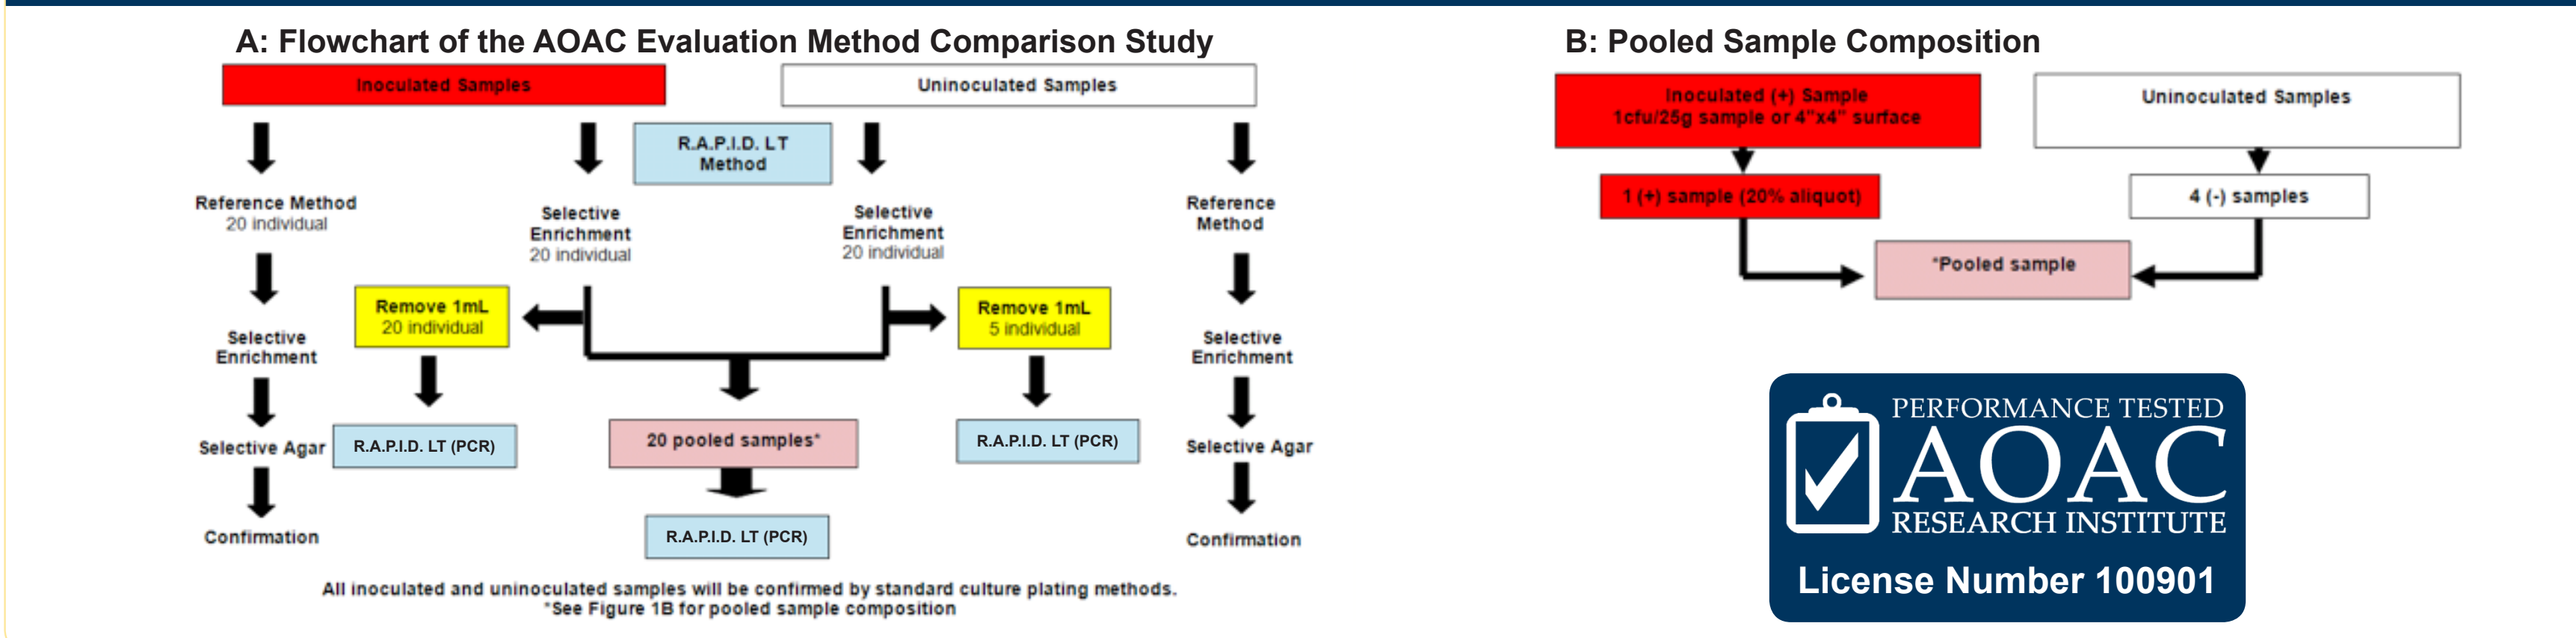 A: Flowchart of the AOAC Evaluation Method Comparison Study
Inoculated Samples
Uninoculated Samples
R.A.P.I.D. LT
Method
Reference Method
20 individual
Selective
Enrichment
20 individual
Selective
Enrichment
20 individual
Reference
Method
Remove 1mL
20 individual
Remove 1mL
5 individual
Selective
Enrichment
Selective
Enrichment
Selective Agar
R.A.P.I.D. LT (PCR)
20 pooled samples*
R.A.P.I.D. LT (PCR)
Selective Agar
Confirmation
R.A.P.I.D. LT (PCR)
Confirmation
All inoculated and uninoculated samples will be confirmed by standard culture plating methods.
*See Figure 1B for pooled sample composition
B: Pooled Sample Composition
Inoculated (+) Sample
1cfu/25g sample or 4"x4" surface
Uninoculated Samples
1 (+) sample (20% aliquot)
4 (-) samples
*Pooled sample
PERFORMANCE TESTED
AOAC
RESEARCH INSTITUTE
License Number 100901